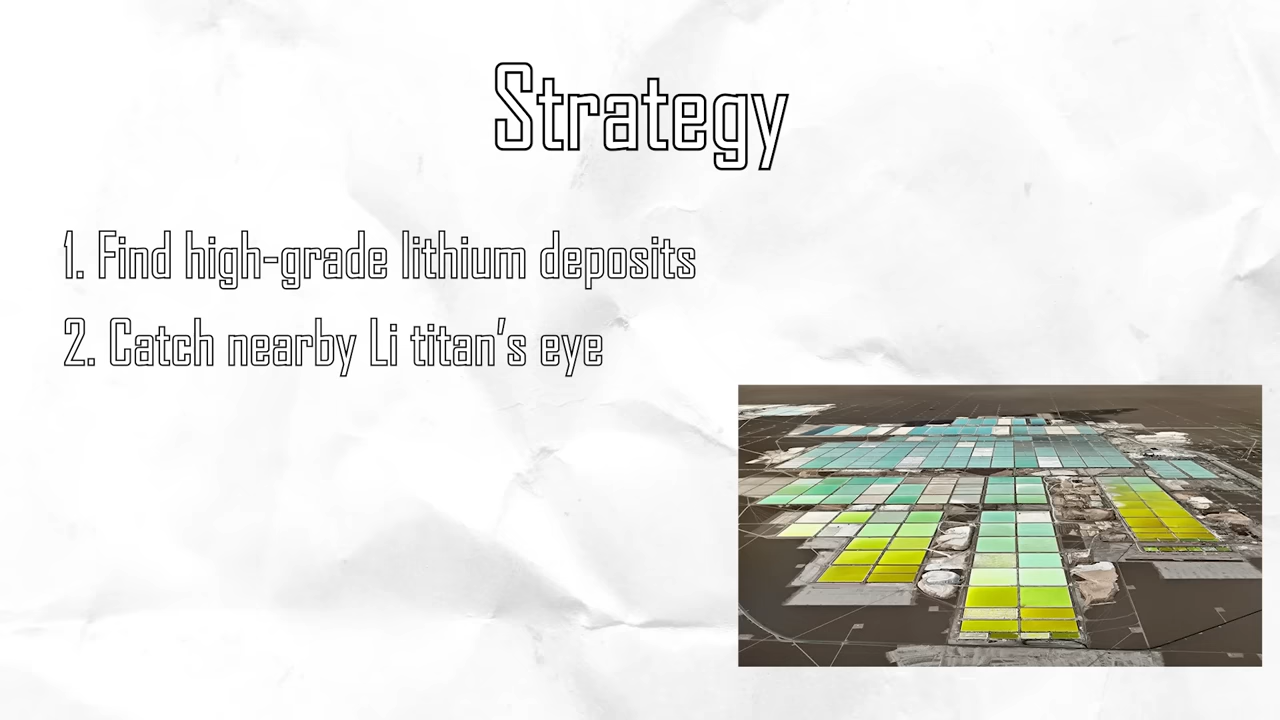 Strategy
1. Find high-grade lithium deposits
2. Catch nearby Li titan’s eye